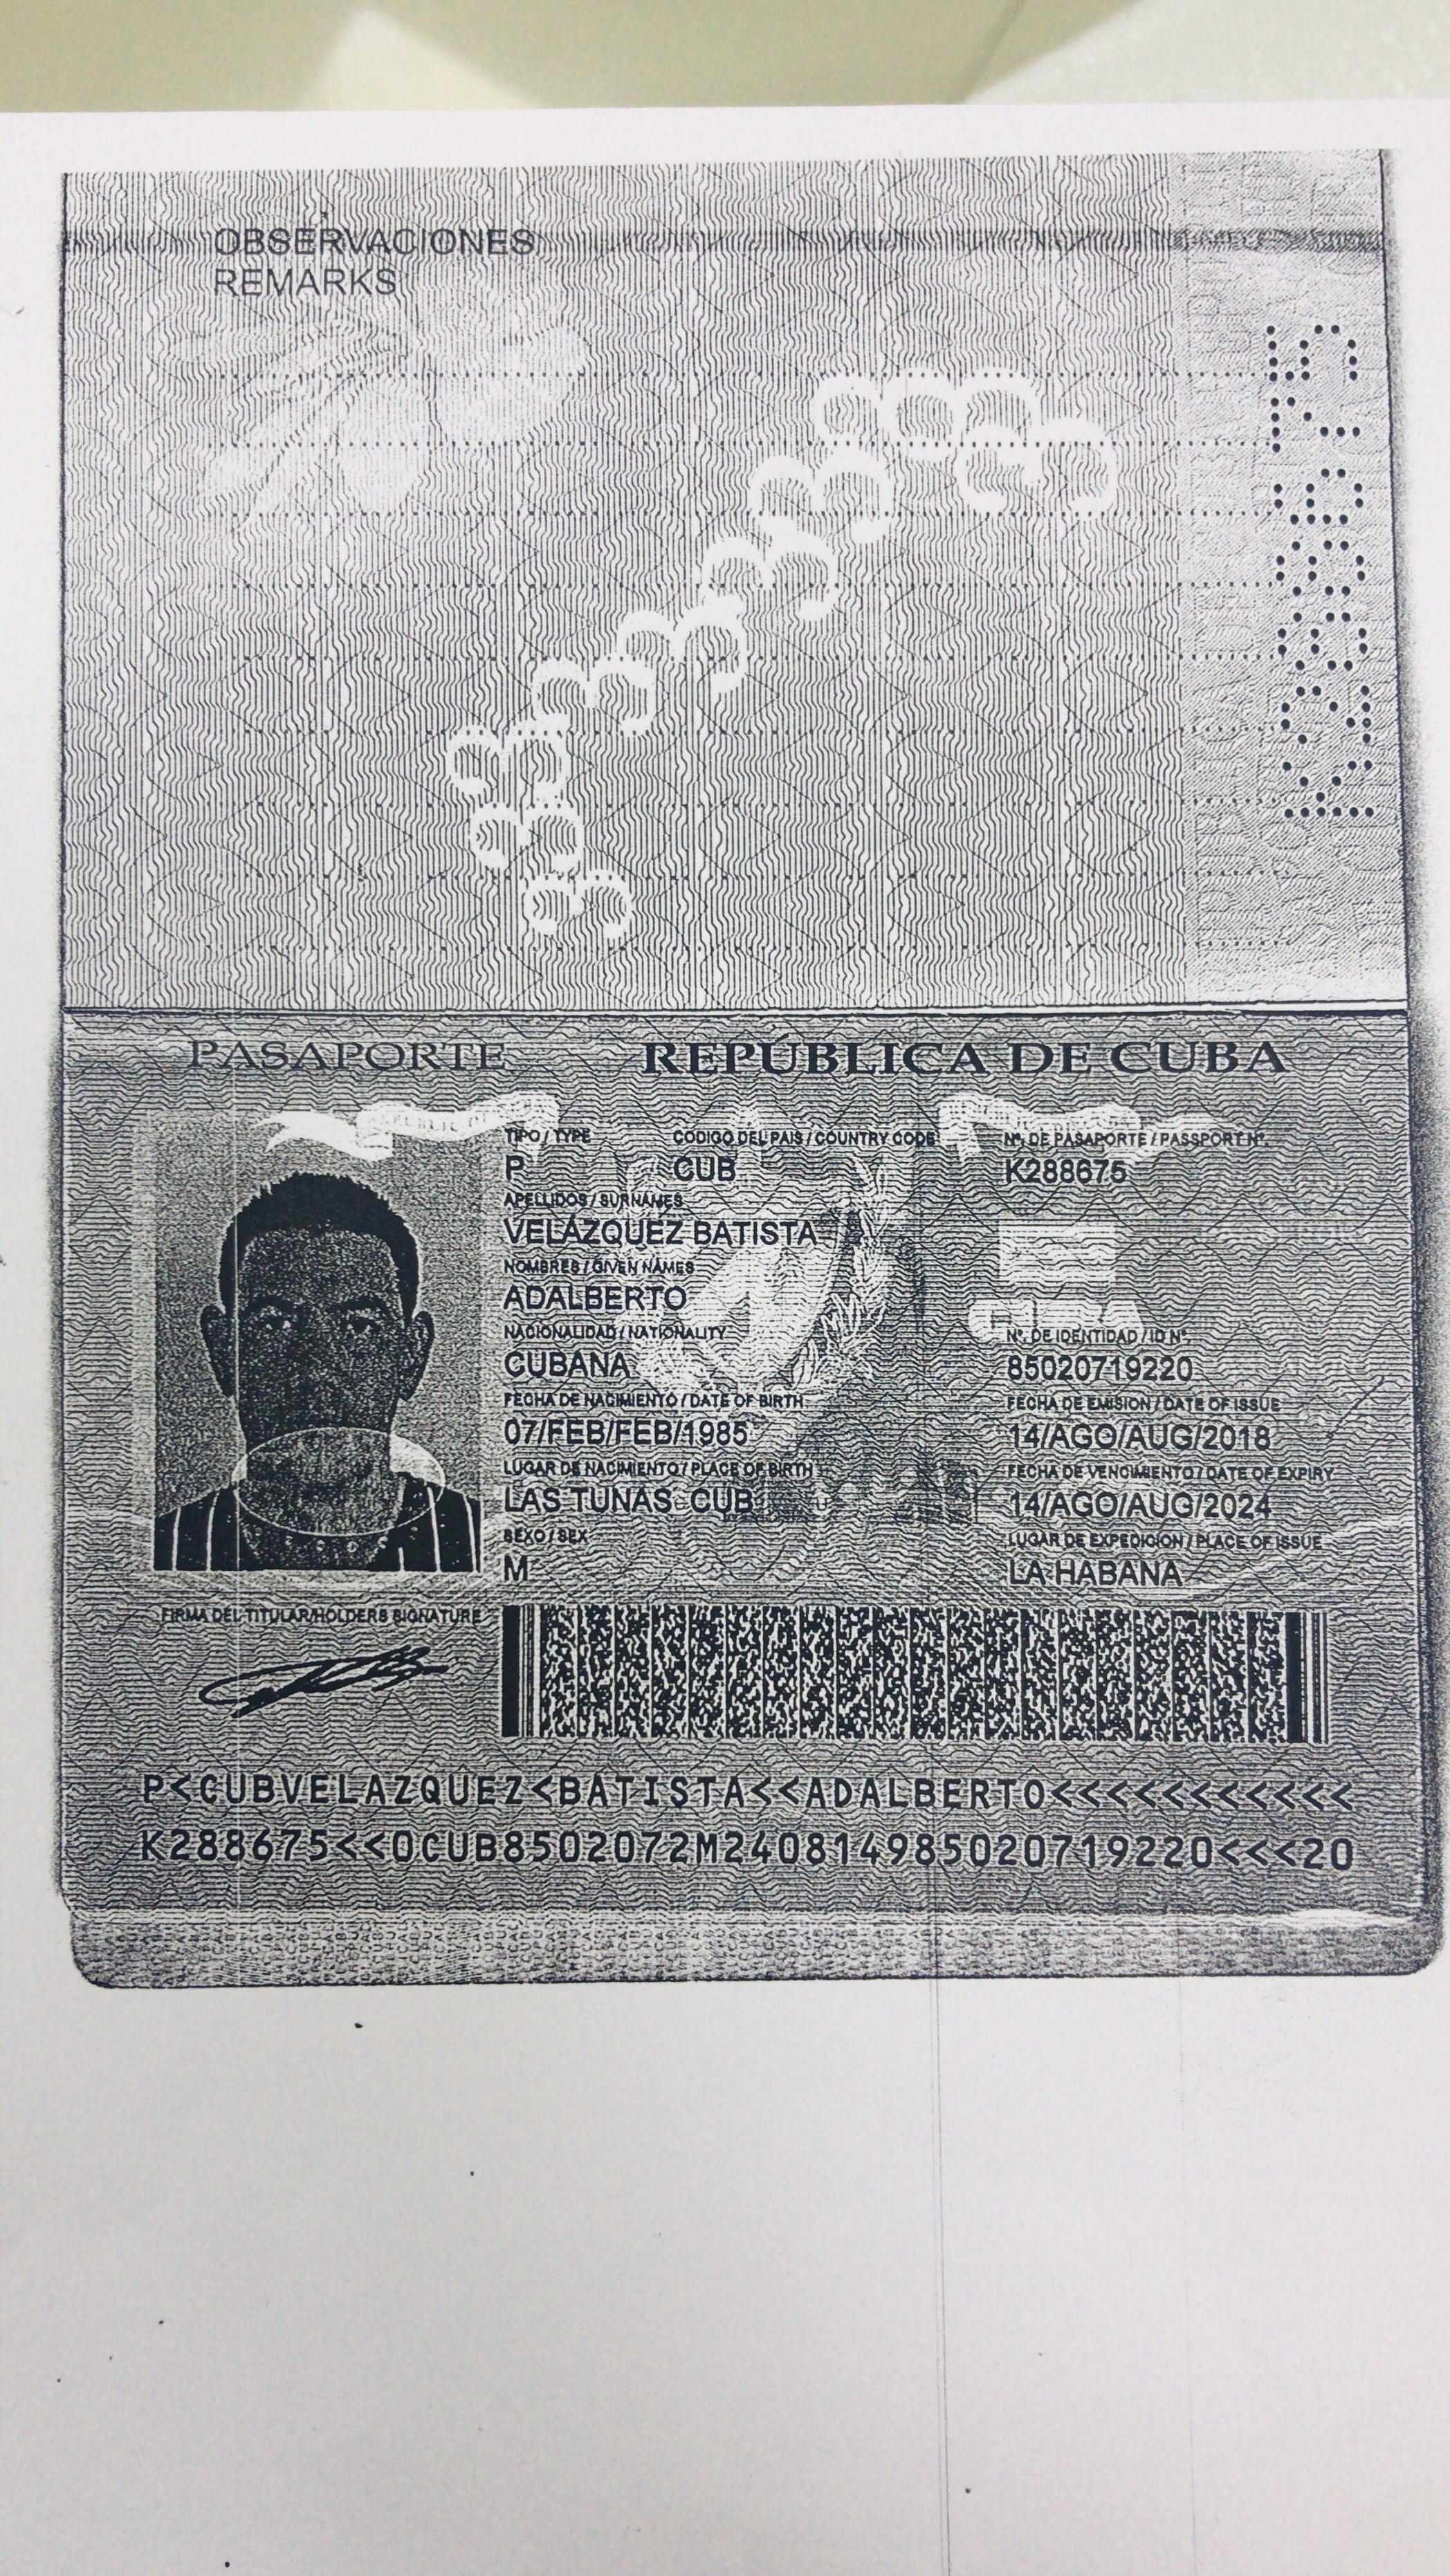 OBSERVACIONES
REMARKS
K288675
PASAPORTE REPÚBLICA DE CUBA
TIPO / TYPE CODIGO DEL PAIS / COUNTRY CODE Nº. DE PASAPORTE / PASSPORT Nº.
P CUB K288675
APELLIDOS / SURNAMES
VELÁZQUEZ BATISTA
NOMBRES / GIVEN NAMES
ADALBERTO
CUBA
NACIONALIDAD / NATIONALITY Nº. DE IDENTIDAD / ID Nº.
CUBANA 85020719220
FECHA DE NACIMIENTO / DATE OF BIRTH FECHA DE EMISION / DATE OF ISSUE
07/FEB/FEB/1985 14/AGO/AUG/2018
LUGAR DE NACIMIENTO / PLACE OF BIRTH FECHA DE VENCIMIENTO / DATE OF EXPIRY
LAS TUNAS CUB 14/AGO/AUG/2024
SEXO / SEX LUGAR DE EXPEDICION / PLACE OF ISSUE
M LA HABANA
FIRMA DEL TITULAR/HOLDERS SIGNATURE
P<CUBVELAZQUEZ<BATISTA<<ADALBERTO<<<<<<<<<<<
K288675<<0CUB8502072M24081498502071922​0<<<20